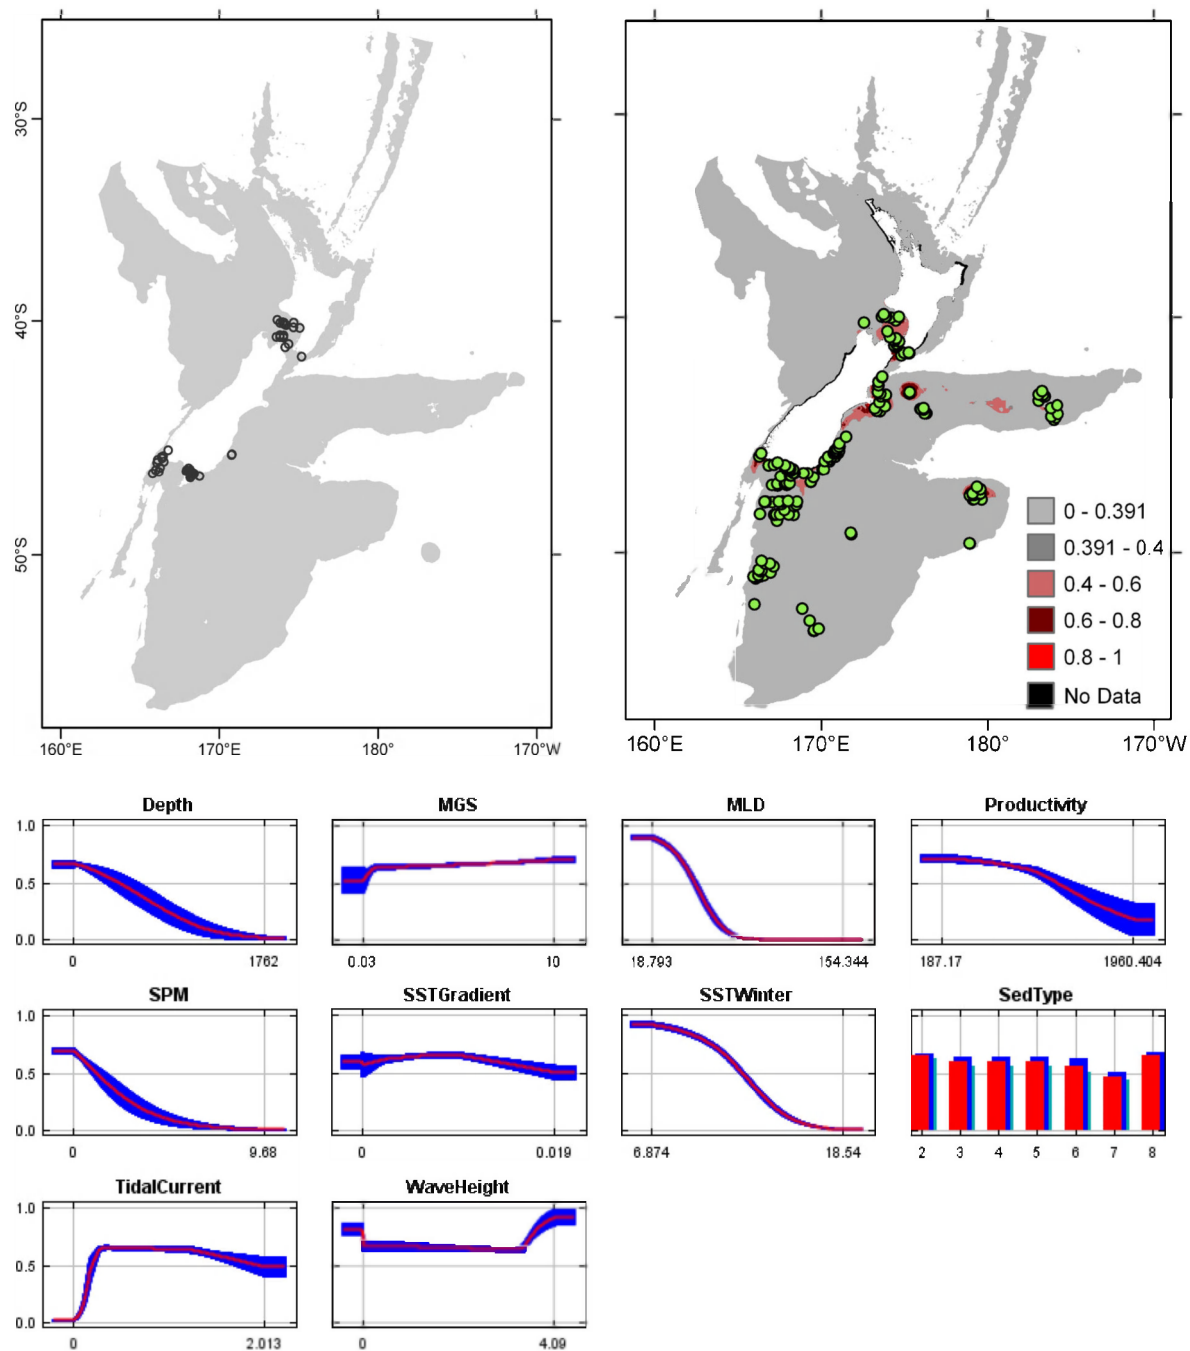 30°S
40°S
50°S
160°E 170°E 180° 170°W
0 - 0.391
0.391 - 0.4
0.4 - 0.6
0.6 - 0.8
0.8 - 1
No Data
160°E 170°E 180° 170°W
Depth MGS MLD Productivity
1.0
0.5
0.0
0 1762 0.03 10 18.793 154.344 187.17 1960.404
SPM SSTGradient SSTWinter SedType
1.0
0.5
0.0
0 9.68 0 0.019 6.874 18.54 2 3 4 5 6 7 8
TidalCurrent WaveHeight
1.0
0.5
0.0
0 2.013 0 4.09